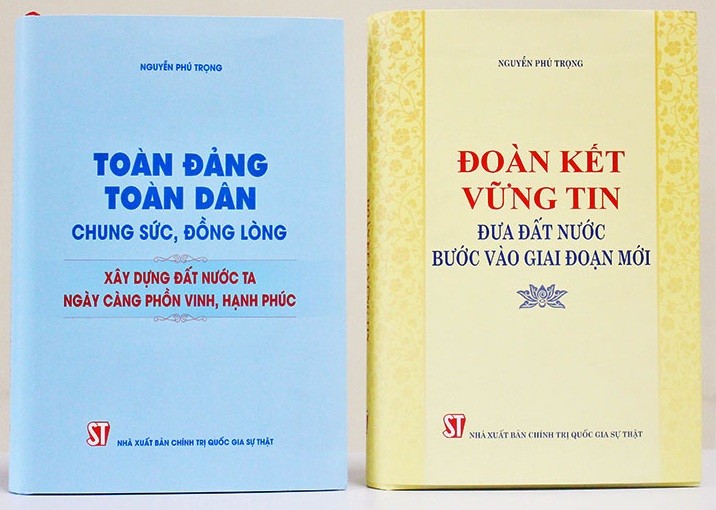 NGUYỄN PHÚ TRỌNG
TOÀN ĐẢNG
TOÀN DÂN
CHUNG SỨC, ĐỒNG LÒNG
XÂY DỰNG ĐẤT NƯỚC TA
NGÀY CÀNG PHỒN VINH, HẠNH PHÚC
ST
NHÀ XUẤT BẢN CHÍNH TRỊ QUỐC GIA SỰ THẬT
NGUYỄN PHÚ TRỌNG
ĐOÀN KẾT
VỮNG TIN
ĐƯA ĐẤT NƯỚC
BƯỚC VÀO GIAI ĐOẠN MỚI
ST
NHÀ XUẤT BẢN CHÍNH TRỊ QUỐC GIA SỰ THẬT